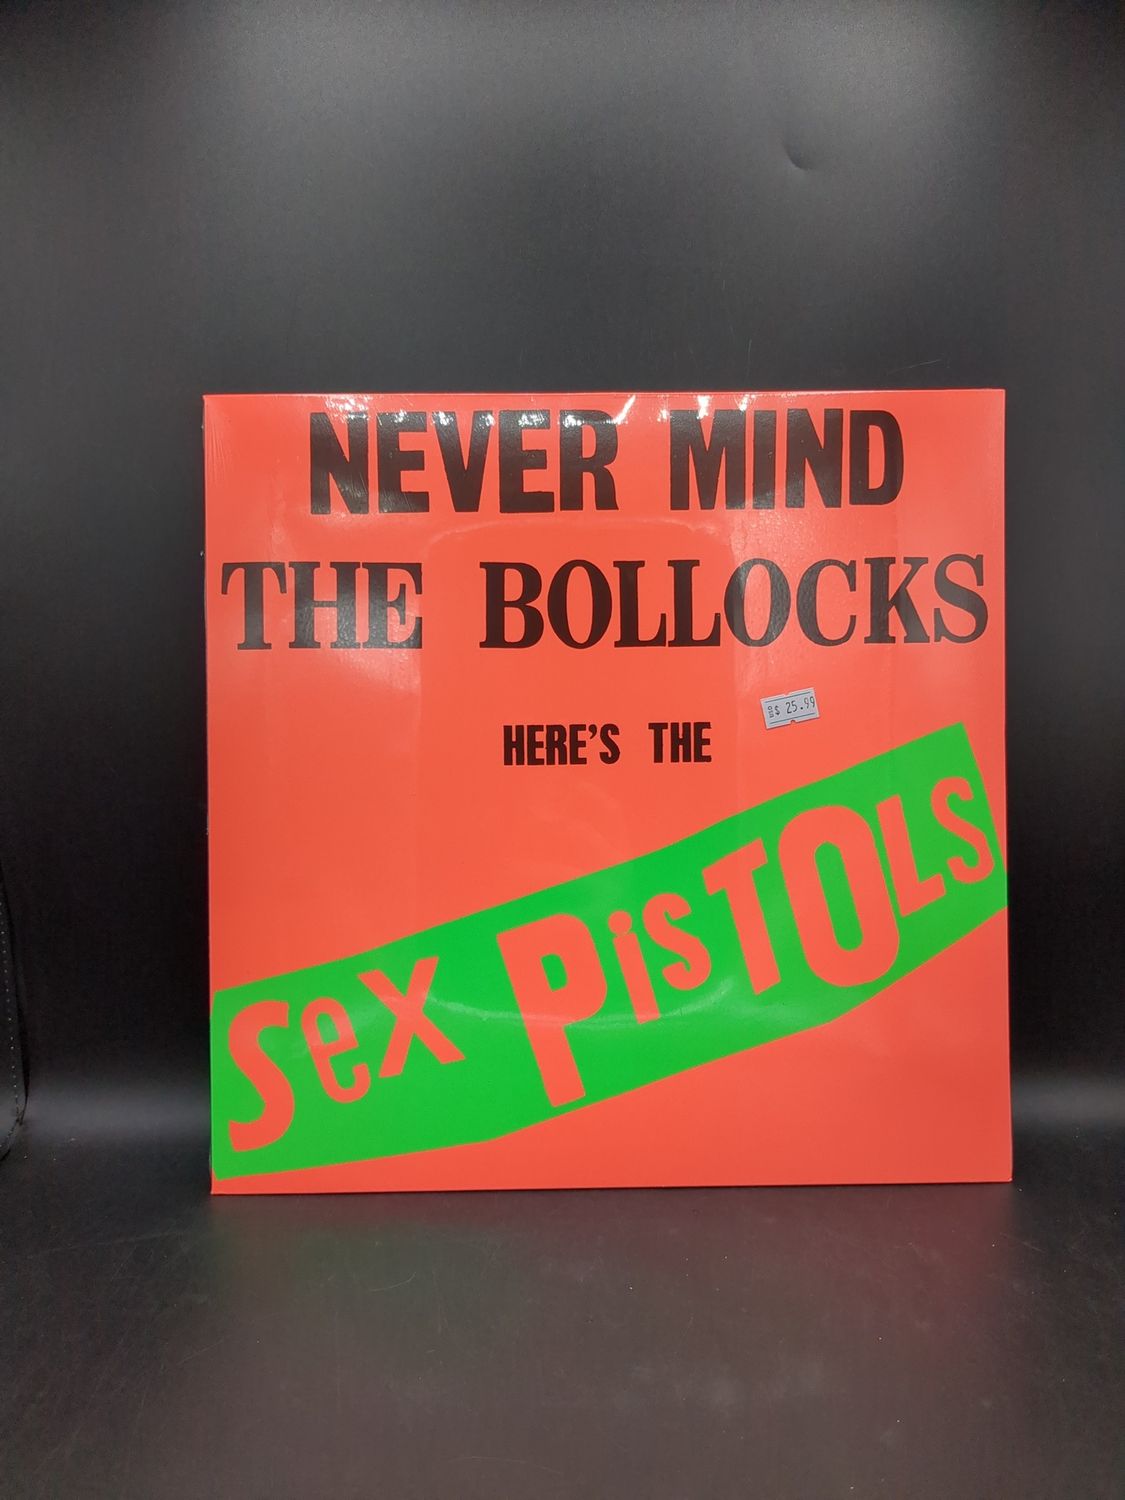 NEVER MIND
THE BOLLOCKS
HERE'S THE
$ 25.99
Sex PiSTOLS